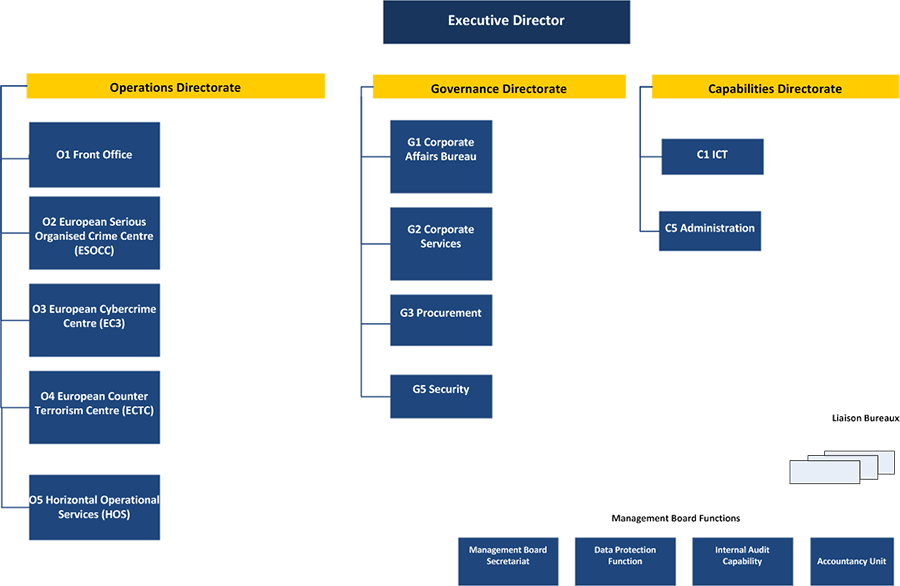 Executive Director
Operations Directorate
O1 Front Office
O2 European Serious
Organised Crime Centre
(ESOCC)
O3 European Cybercrime
Centre (EC3)
O4 European Counter
Terrorism Centre (ECTC)
O5 Horizontal Operational
Services (HOS)
Governance Directorate
G1 Corporate
Affairs Bureau
G2 Corporate
Services
G3 Procurement
G5 Security
Capabilities Directorate
C1 ICT
C5 Administration
Liaison Bureaux
Management Board Functions
Management Board
Secretariat
Data Protection
Function
Internal Audit
Capability
Accountancy Unit